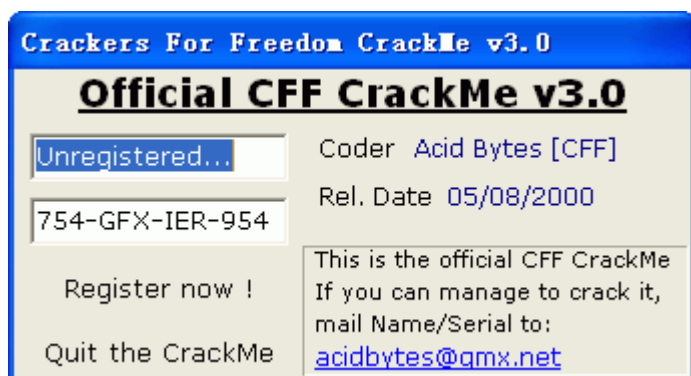 Crackers For Freedom CrackMe v3.0
Official CFF CrackMe v3.0
Unregistered...
754-GFX-IER-954
Register now !
Quit the CrackMe
Coder Acid Bytes [CFF]
Rel. Date 05/08/2000
This is the official CFF CrackMe
If you can manage to crack it,
mail Name/Serial to:
acidbytes@gmx.net